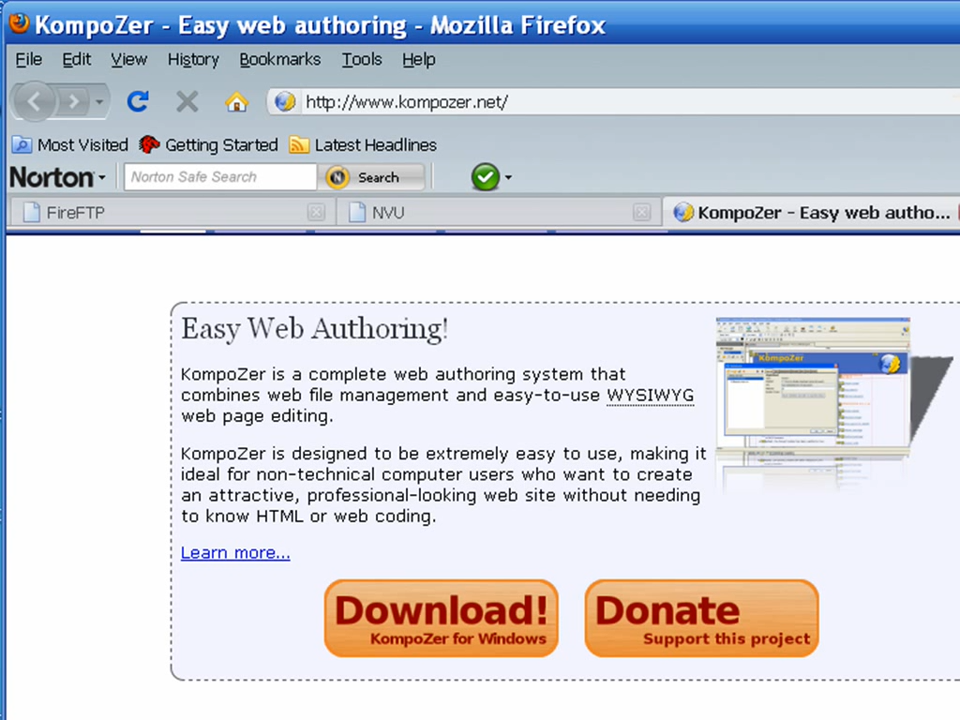 KompoZer - Easy web authoring - Mozilla Firefox
File Edit View History Bookmarks Tools Help
http://www.kompozer.net/
Most Visited Getting Started Latest Headlines
Norton Norton Safe Search Search
FireFTP NVU KompoZer - Easy web autho...
Easy Web Authoring!
KompoZer is a complete web authoring system that
combines web file management and easy-to-use WYSIWYG
web page editing.
KompoZer is designed to be extremely easy to use, making it
ideal for non-technical computer users who want to create
an attractive, professional-looking web site without needing
to know HTML or web coding.
Learn more...
Download! Donate
KompoZer for Windows Support this project
KompoZer